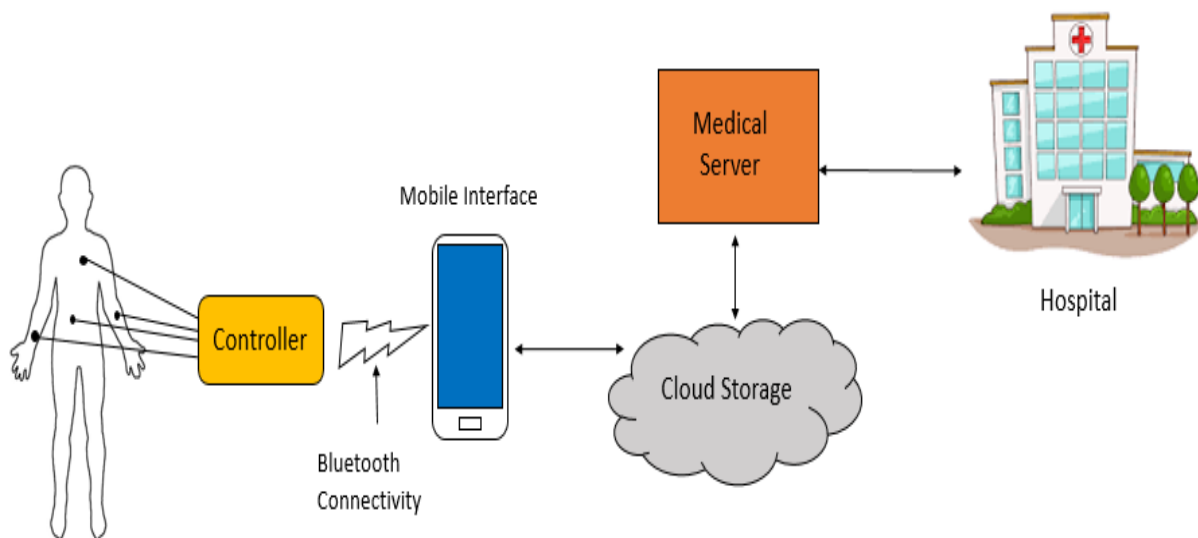 Medical
Server
Mobile Interface
Controller
Hospital
Cloud Storage
Bluetooth
Connectivity